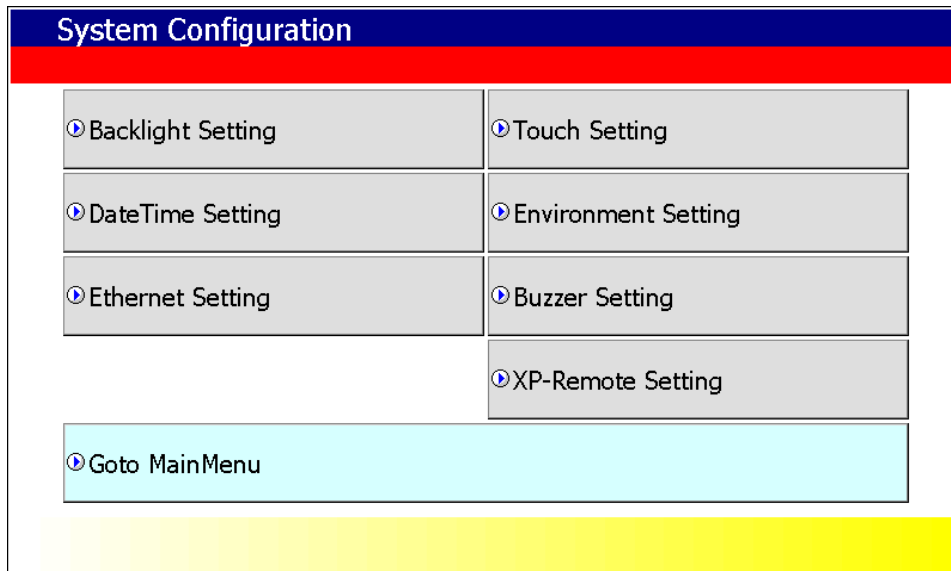 System Configuration
Backlight Setting
Touch Setting
DateTime Setting
Environment Setting
Ethernet Setting
Buzzer Setting
XP-Remote Setting
Goto MainMenu